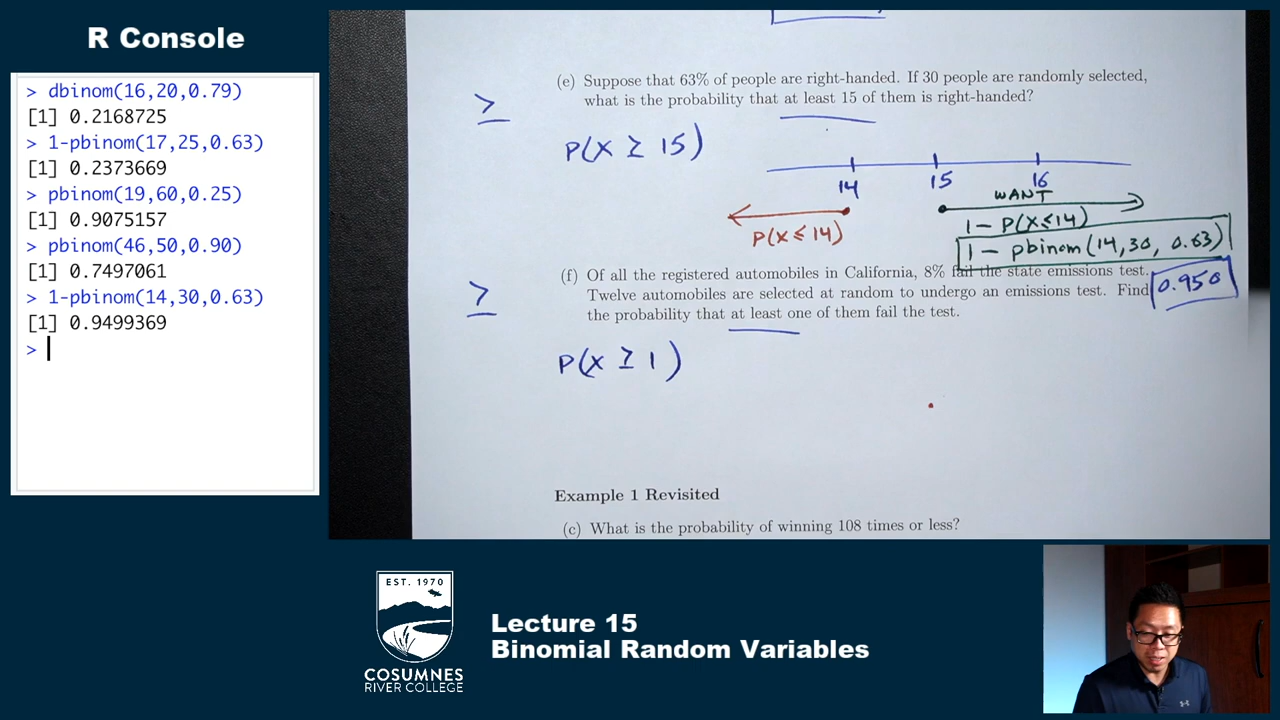 R Console
> dbinom(16,20,0.79)
[1] 0.2168725
> 1-pbinom(17,25,0.63)
[1] 0.2373669
> pbinom(19,60,0.25)
[1] 0.9075157
> pbinom(46,50,0.90)
[1] 0.7497061
> 1-pbinom(14,30,0.63)
[1] 0.9499369
>
(e) Suppose that 63% of people are right-handed. If 30 people are randomly selected,
what is the probability that at least 15 of them is right-handed?
≥
P(X ≥ 15)
14 15 16
WANT
P(X ≤ 14)
1 - P(X ≤ 14)
1 - pbinom(14,30, 0.63)
(f) Of all the registered automobiles in California, 8% fail the state emissions test.
Twelve automobiles are selected at random to undergo an emissions test. Find
the probability that at least one of them fail the test.
0.950
≥
P(X ≥ 1)
Example 1 Revisited
(c) What is the probability of winning 108 times or less?
EST. 1970
COSUMNES
RIVER COLLEGE
Lecture 15
Binomial Random Variables